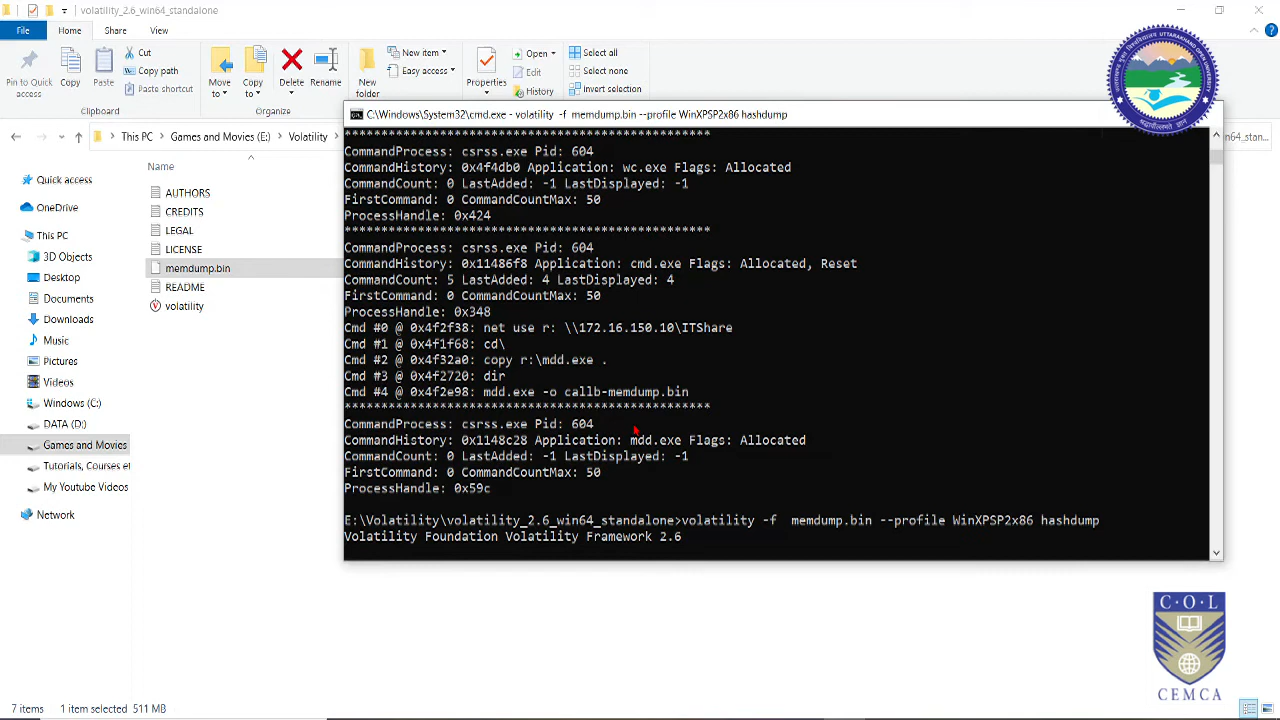 volatility_2.6_win64_standalone
File
Home
Share
View
Pin to Quick access
Copy
Paste
Cut
Copy path
Paste shortcut
Clipboard
Move to
Copy to
Delete
Rename
Organize
New folder
New item
Easy access
Properties
Open
Edit
History
Select all
Select none
Invert selection
This PC
Games and Movies (E:)
Volatility
Name
Quick access
OneDrive
This PC
3D Objects
Desktop
Documents
Downloads
Music
Pictures
Videos
Windows (C:)
DATA (D:)
Games and Movies
Tutorials, Courses et
My Youtube Videos
Network
AUTHORS
CREDITS
LEGAL
LICENSE
memdump.bin
README
volatility
C:\Windows\System32\cmd.exe - volatility -f  memdump.bin --profile WinXPSP2x86 hashdump
**************************************************
CommandProcess: csrss.exe Pid: 604
CommandHistory: 0x4f4db0 Application: wc.exe Flags: Allocated
CommandCount: 0 LastAdded: -1 LastDisplayed: -1
FirstCommand: 0 CommandCountMax: 50
ProcessHandle: 0x424
**************************************************
CommandProcess: csrss.exe Pid: 604
CommandHistory: 0x11486f8 Application: cmd.exe Flags: Allocated, Reset
CommandCount: 5 LastAdded: 4 LastDisplayed: 4
FirstCommand: 0 CommandCountMax: 50
ProcessHandle: 0x348
Cmd #0 @ 0x4f2f38: net use r: \\172.16.150.10\ITShare
Cmd #1 @ 0x4f1f68: cd\
Cmd #2 @ 0x4f32a0: copy r:\mdd.exe .
Cmd #3 @ 0x4f2720: dir
Cmd #4 @ 0x4f2e98: mdd.exe -o callb-memdump.bin
**************************************************
CommandProcess: csrss.exe Pid: 604
CommandHistory: 0x1148c28 Application: mdd.exe Flags: Allocated
CommandCount: 0 LastAdded: -1 LastDisplayed: -1
FirstCommand: 0 CommandCountMax: 50
ProcessHandle: 0x59c
E:\Volatility\volatility_2.6_win64_standalone>volatility -f  memdump.bin --profile WinXPSP2x86 hashdump
Volatility Foundation Volatility Framework 2.6
C·O·L
CEMCA
7 items
1 item selected 511 MB